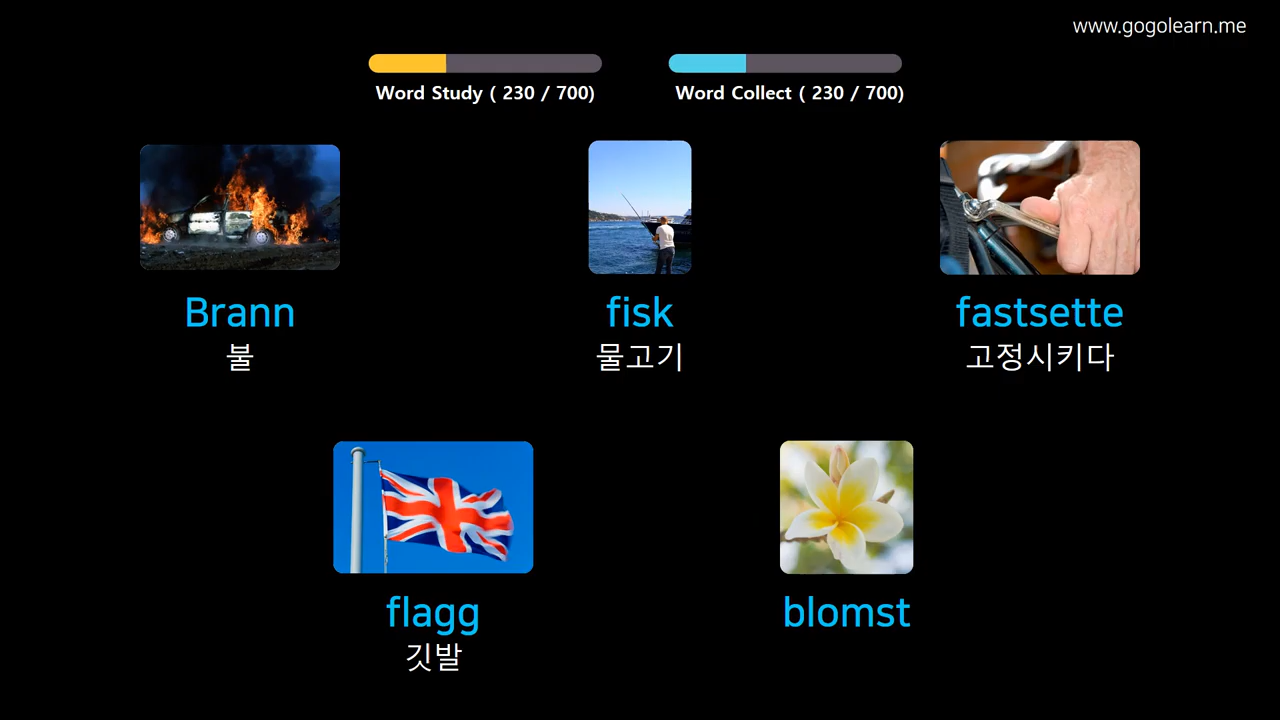 www.gogolearn.me
Word Study ( 230 / 700)
Word Collect ( 230 / 700)
Brann
불
fisk
물고기
fastsette
고정시키다
flagg
깃발
blomst